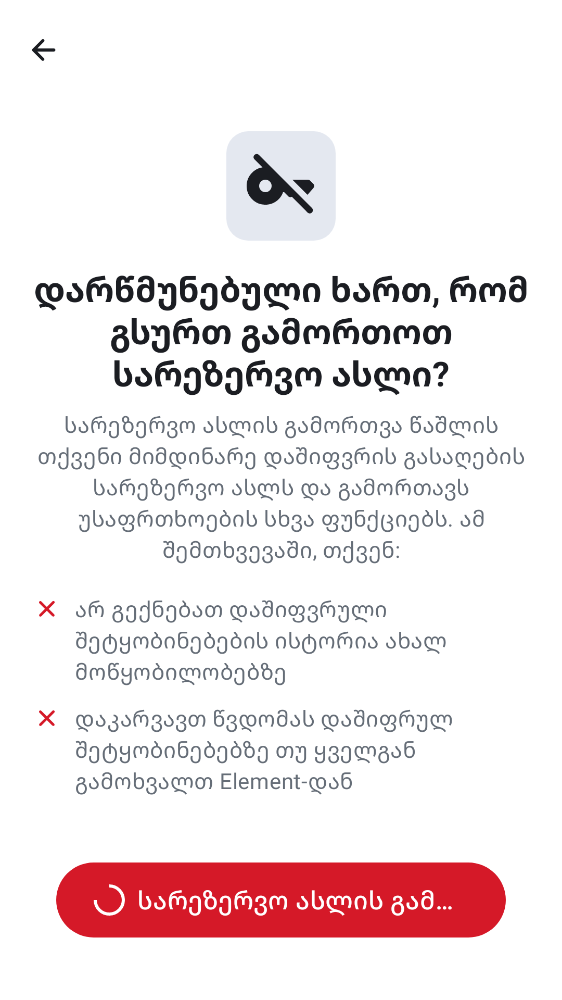 დარწმუნებული ხართ, რომ
გსურთ გამორთოთ
სარეზერვო ასლი?
სარეზერვო ასლის გამორთვა წაშლის
თქვენი მიმდინარე დაშიფვრის გასაღების
სარეზერვო ასლს და გამორთავს
უსაფრთხოების სხვა ფუნქციებს. ამ
შემთხვევაში, თქვენ:
არ გექნებათ დაშიფვრული
შეტყობინებების ისტორია ახალ
მოწყობილობებზე
დაკარვავთ წვდომას დაშიფრულ
შეტყობინებებზე თუ ყველგან
გამოხვალთ Element-დან
სარეზერვო ასლის გამ...